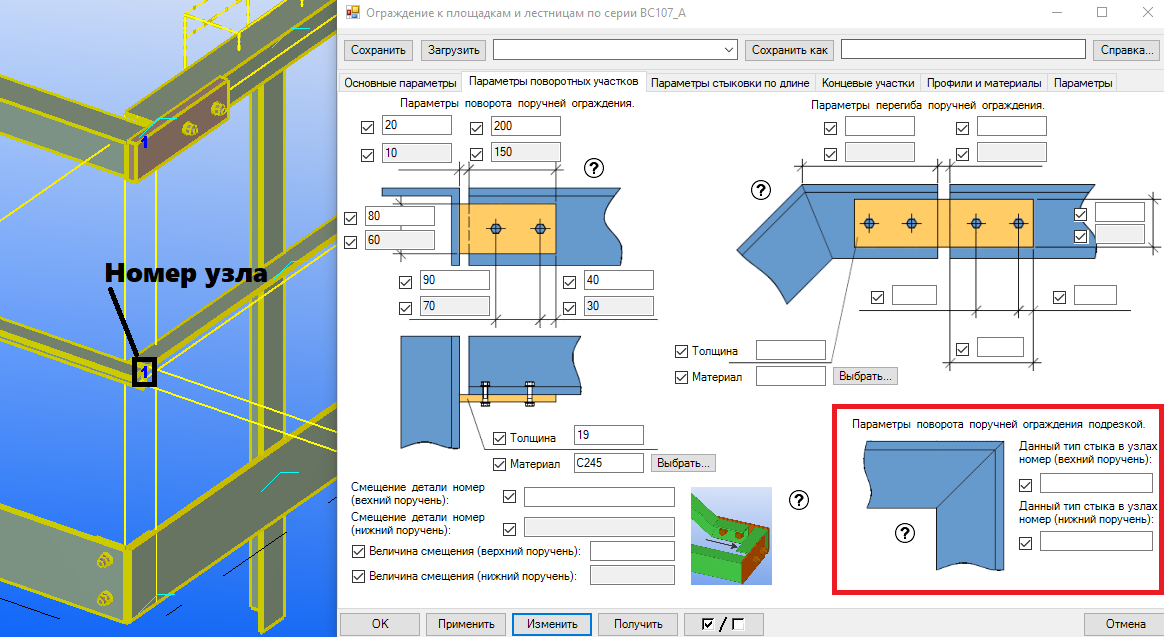 Ограждение к площадкам и лестницам по серии ВС107_А
Сохранить
Загрузить
Сохранить как
Справка...
Основные параметры
Параметры поворотных участков
Параметры стыковки по длине
Концевые участки
Профили и материалы
Параметры
Параметры поворота поручней ограждения.
20
200
10
150
?
80
60
90
40
70
30
Толщина
19
Материал
C245
Выбрать...
Смещение детали номер
(вехний поручень):
Смещение детали номер
(нижний поручень):
Величина смещения (верхний поручень):
Величина смещения (нижний поручень):
?
Параметры перегиба поручней ограждения.
?
Толщина
Материал
Выбрать...
Параметры поворота поручней ограждения подрезкой.
Данный тип стыка в узлах
номер (вехний поручень):
Данный тип стыка в узлах
номер (нижний поручень):
?
1
Номер узла
1
OK
Применить
Изменить
Получить
/
Отмена